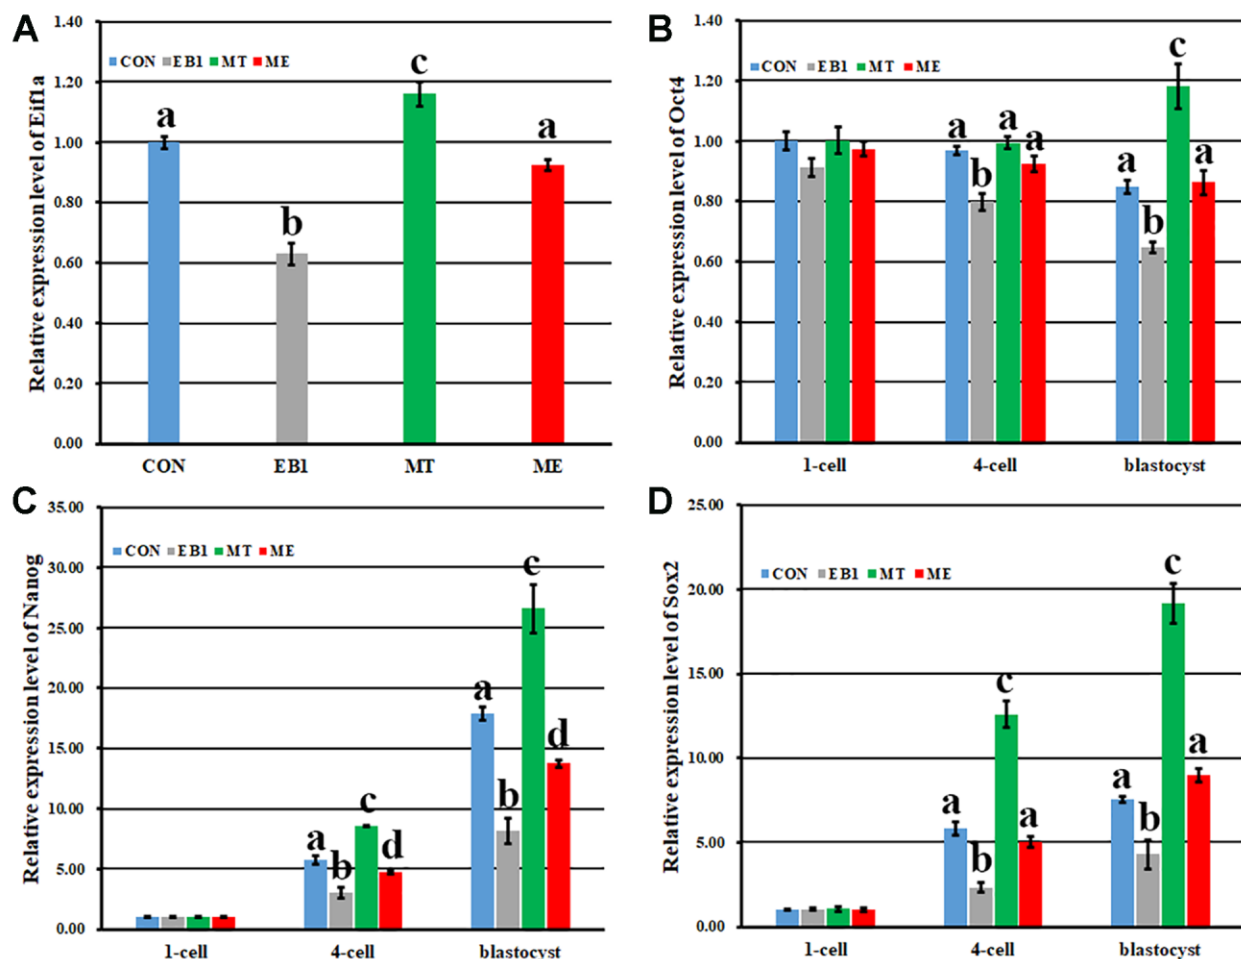 A
Relative expression level of Eif1a
1.40
1.20
1.00
0.80
0.60
0.40
0.20
0.00
CON EB1 MT ME
a
b
c
a
CON EB1 MT ME
B
Relative expression level of Oct4
1.40
1.20
1.00
0.80
0.60
0.40
0.20
0.00
CON EB1 MT ME
a b a a
a b c a
1-cell 4-cell blastocyst
C
Relative expression level of Nanog
35.00
30.00
25.00
20.00
15.00
10.00
5.00
0.00
CON EB1 MT ME
a b c d
a b c d
1-cell 4-cell blastocyst
D
Relative expression level of Sox2
25.00
20.00
15.00
10.00
5.00
0.00
CON EB1 MT ME
a b c a
a b c a
1-cell 4-cell blastocyst